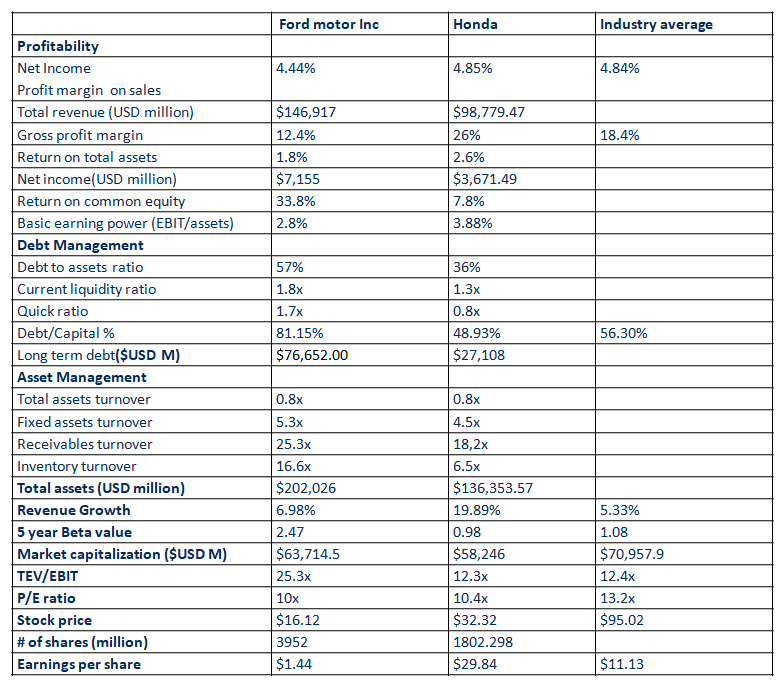 Ford motor Inc Honda Industry average
Profitability
Net Income 4.44% 4.85% 4.84%
Profit margin on sales
Total revenue (USD million) $146,917 $98,779.47
Gross profit margin 12.4% 26% 18.4%
Return on total assets 1.8% 2.6%
Net income(USD million) $7,155 $3,671.49
Return on common equity 33.8% 7.8%
Basic earning power (EBIT/assets) 2.8% 3.88%
Debt Management
Debt to assets ratio 57% 36%
Current liquidity ratio 1.8x 1.3x
Quick ratio 1.7x 0.8x
Debt/Capital % 81.15% 48.93% 56.30%
Long term debt($USD M) $76,652.00 $27,108
Asset Management
Total assets turnover 0.8x 0.8x
Fixed assets turnover 5.3x 4.5x
Receivables turnover 25.3x 18,2x
Inventory turnover 16.6x 6.5x
Total assets (USD million) $202,026 $136,353.57
Revenue Growth 6.98% 19.89% 5.33%
5 year Beta value 2.47 0.98 1.08
Market capitalization ($USD M) $63,714.5 $58,246 $70,957.9
TEV/EBIT 25.3x 12.3x 12.4x
P/E ratio 10x 10.4x 13.2x
Stock price $16.12 $32.32 $95.02
# of shares (million) 3952 1802.298
Earnings per share $1.44 $29.84 $11.13